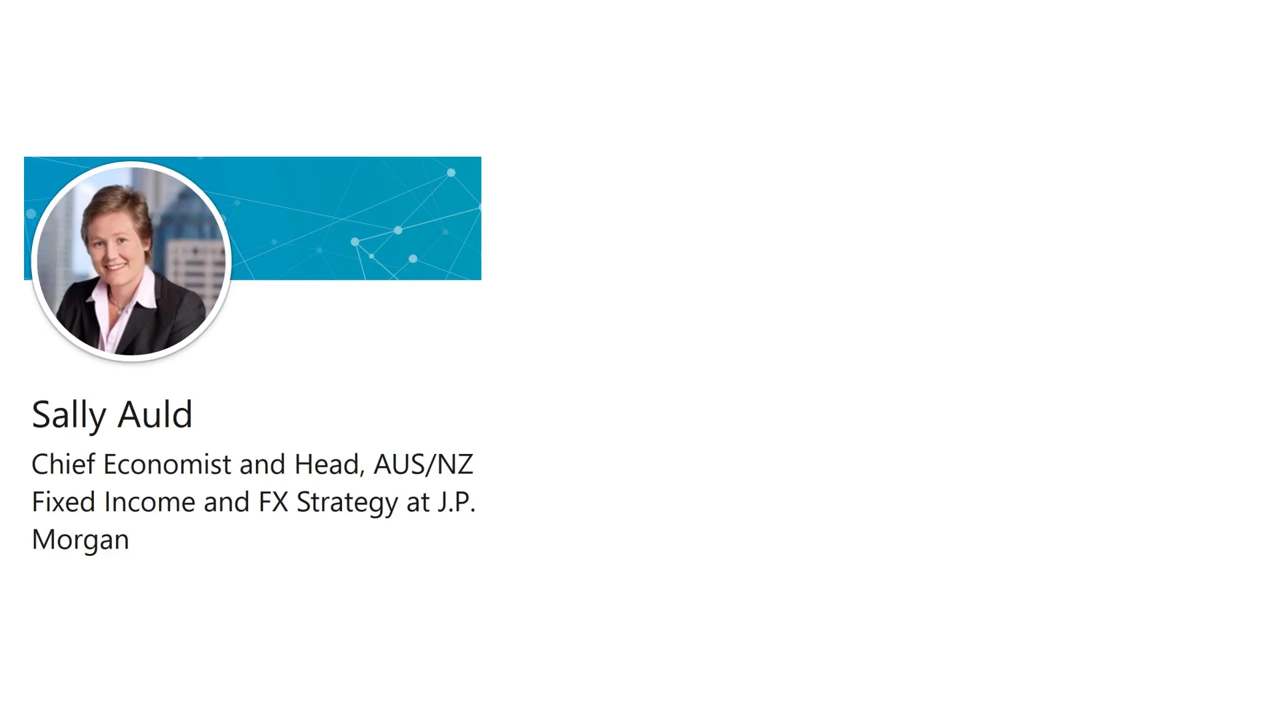 Sally Auld
Chief Economist and Head, AUS/NZ
Fixed Income and FX Strategy at J.P.
Morgan